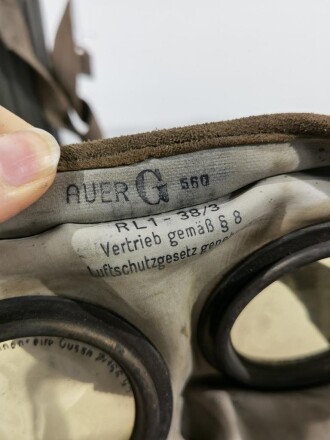 AUER G 560
RL1-38/3
Vertrieb gemäß § 8
Luftschutzgesetz